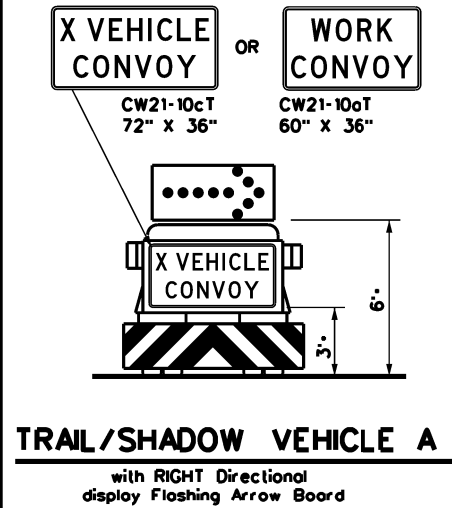 X VEHICLE
CONVOY
OR
WORK
CONVOY
CW21-10cT
72" X 36"
CW21-10aT
60" X 36"
X VEHICLE
CONVOY
6'
3'
TRAIL/SHADOW VEHICLE A
with RIGHT Directional
display Flashing Arrow Board